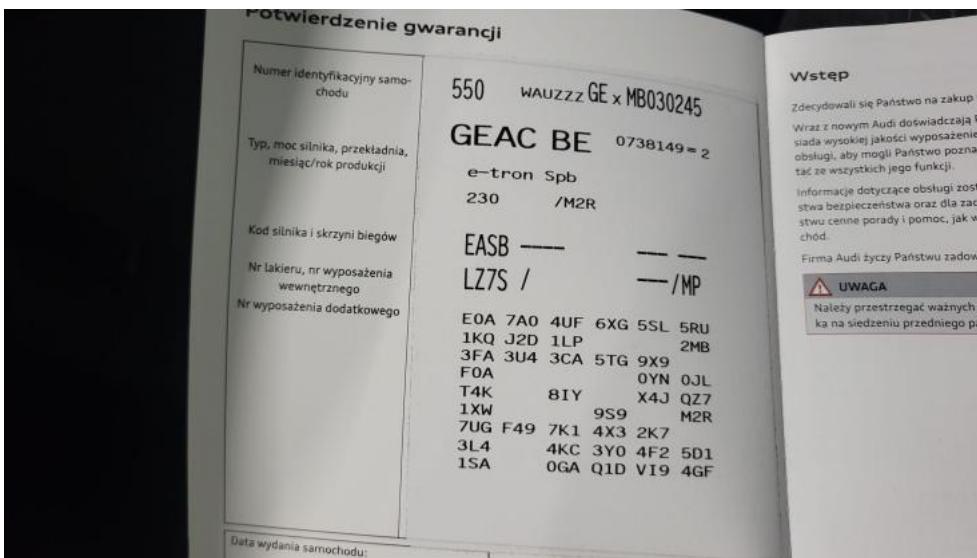 Potwierdzenie gwarancji
Numer identyfikacyjny samo-
chodu
550 WAUZZZ GE x MB030245
Typ, moc silnika, przekładnia,
miesiąc/rok produkcji
GEAC BE 0738149=2
e-tron Spb
230 /M2R
Kod silnika i skrzyni biegów
EASB ---- -- --
Nr lakieru, nr wyposażenia
wewnętrznego
LZ7S / --/MP
Nr wyposażenia dodatkowego
E0A 7A0 4UF 6XG 5SL 5RU
1KQ J2D 1LP 2MB
3FA 3U4 3CA 5TG 9X9
F0A 0YN 0JL
T4K 8IY X4J QZ7
1XW 9S9 M2R
7UG F49 7K1 4X3 2K7
3L4 4KC 3Y0 4F2 5D1
1SA 0GA Q1D VI9 4GF
Data wydania samochodu:
Wstęp
Zdecydowali się Państwo na zakup
Wraz z nowym Audi doświadczają
siada wysokiej jakości wyposażenie
obsługi, aby mogli Państwo pozna
tać ze wszystkich jego funkcji.
Informacje dotyczące obsługi zost
stwa bezpieczeństwa oraz dla zac
stwu cenne porady i pomoc, jak w
chód.
Firma Audi życzy Państwu zadow
UWAGA
Należy przestrzegać ważnych
ka na siedzeniu przedniego pa